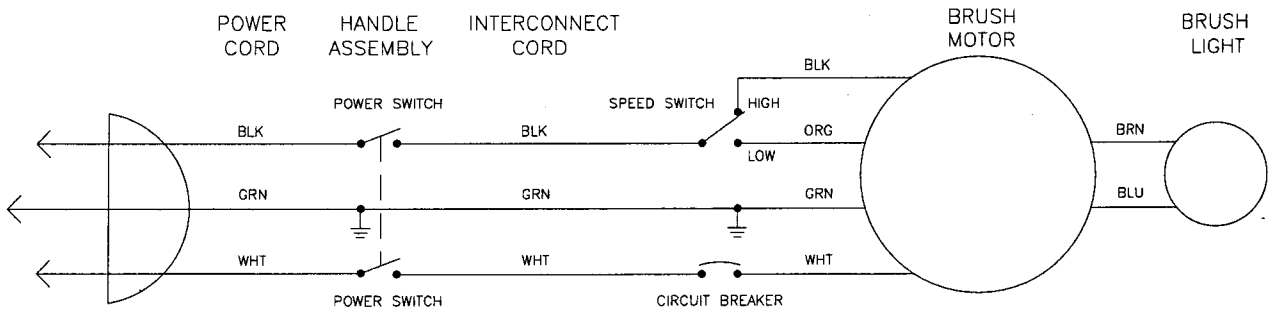 POWER CORD
HANDLE ASSEMBLY
INTERCONNECT CORD
BRUSH MOTOR
BRUSH LIGHT
BLK
POWER SWITCH
SPEED SWITCH
HIGH
BLK
BLK
ORG
LOW
BRN
GRN
GRN
GRN
BLU
WHT
WHT
WHT
POWER SWITCH
CIRCUIT BREAKER